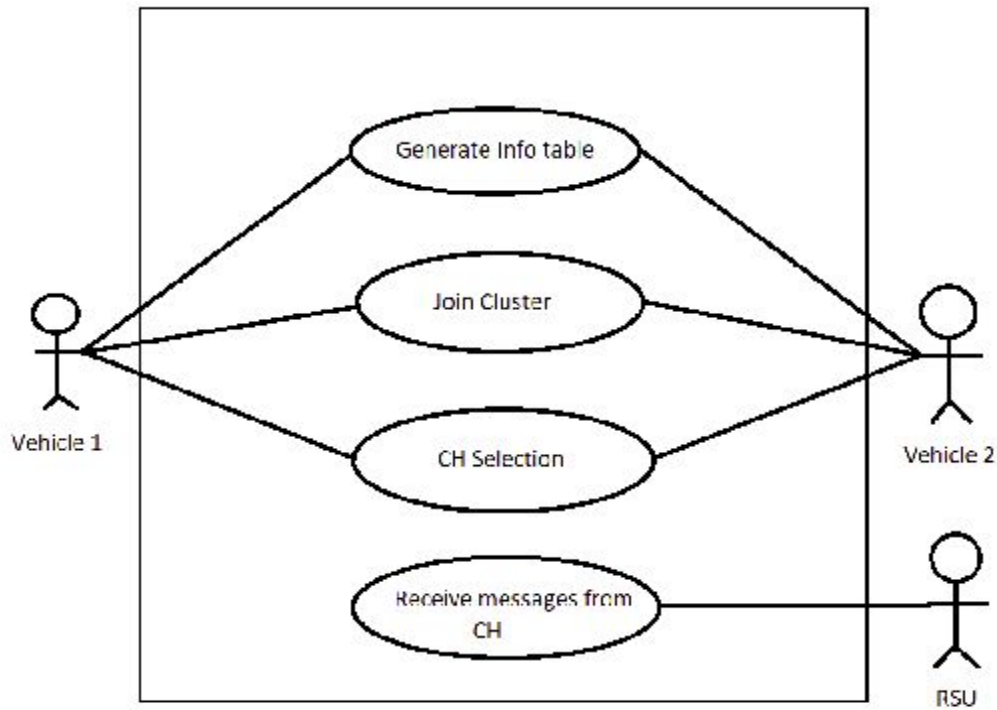 Generate Info table
Join Cluster
Vehicle 1
CH Selection
Vehicle 2
Receive messages from
CH
RSU